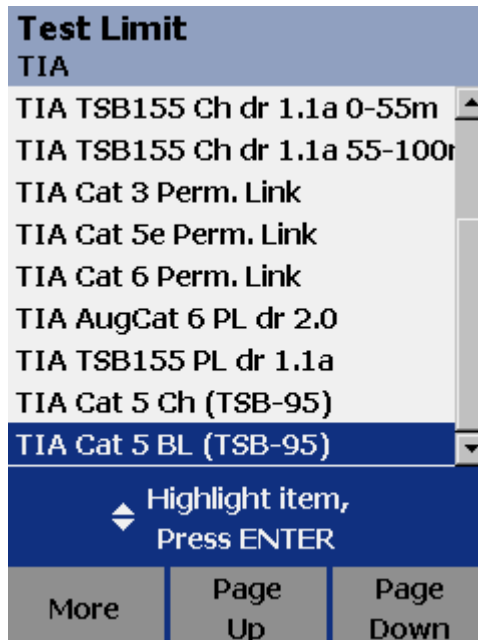 Test Limit
TIA
TIA TSB155 Ch dr 1.1a 0-55m
TIA TSB155 Ch dr 1.1a 55-100
TIA Cat 3 Perm. Link
TIA Cat 5e Perm. Link
TIA Cat 6 Perm. Link
TIA AugCat 6 PL dr 2.0
TIA TSB155 PL dr 1.1a
TIA Cat 5 Ch (TSB-95)
TIA Cat 5 BL (TSB-95)
Highlight item,
Press ENTER
More
Page Up
Page Down